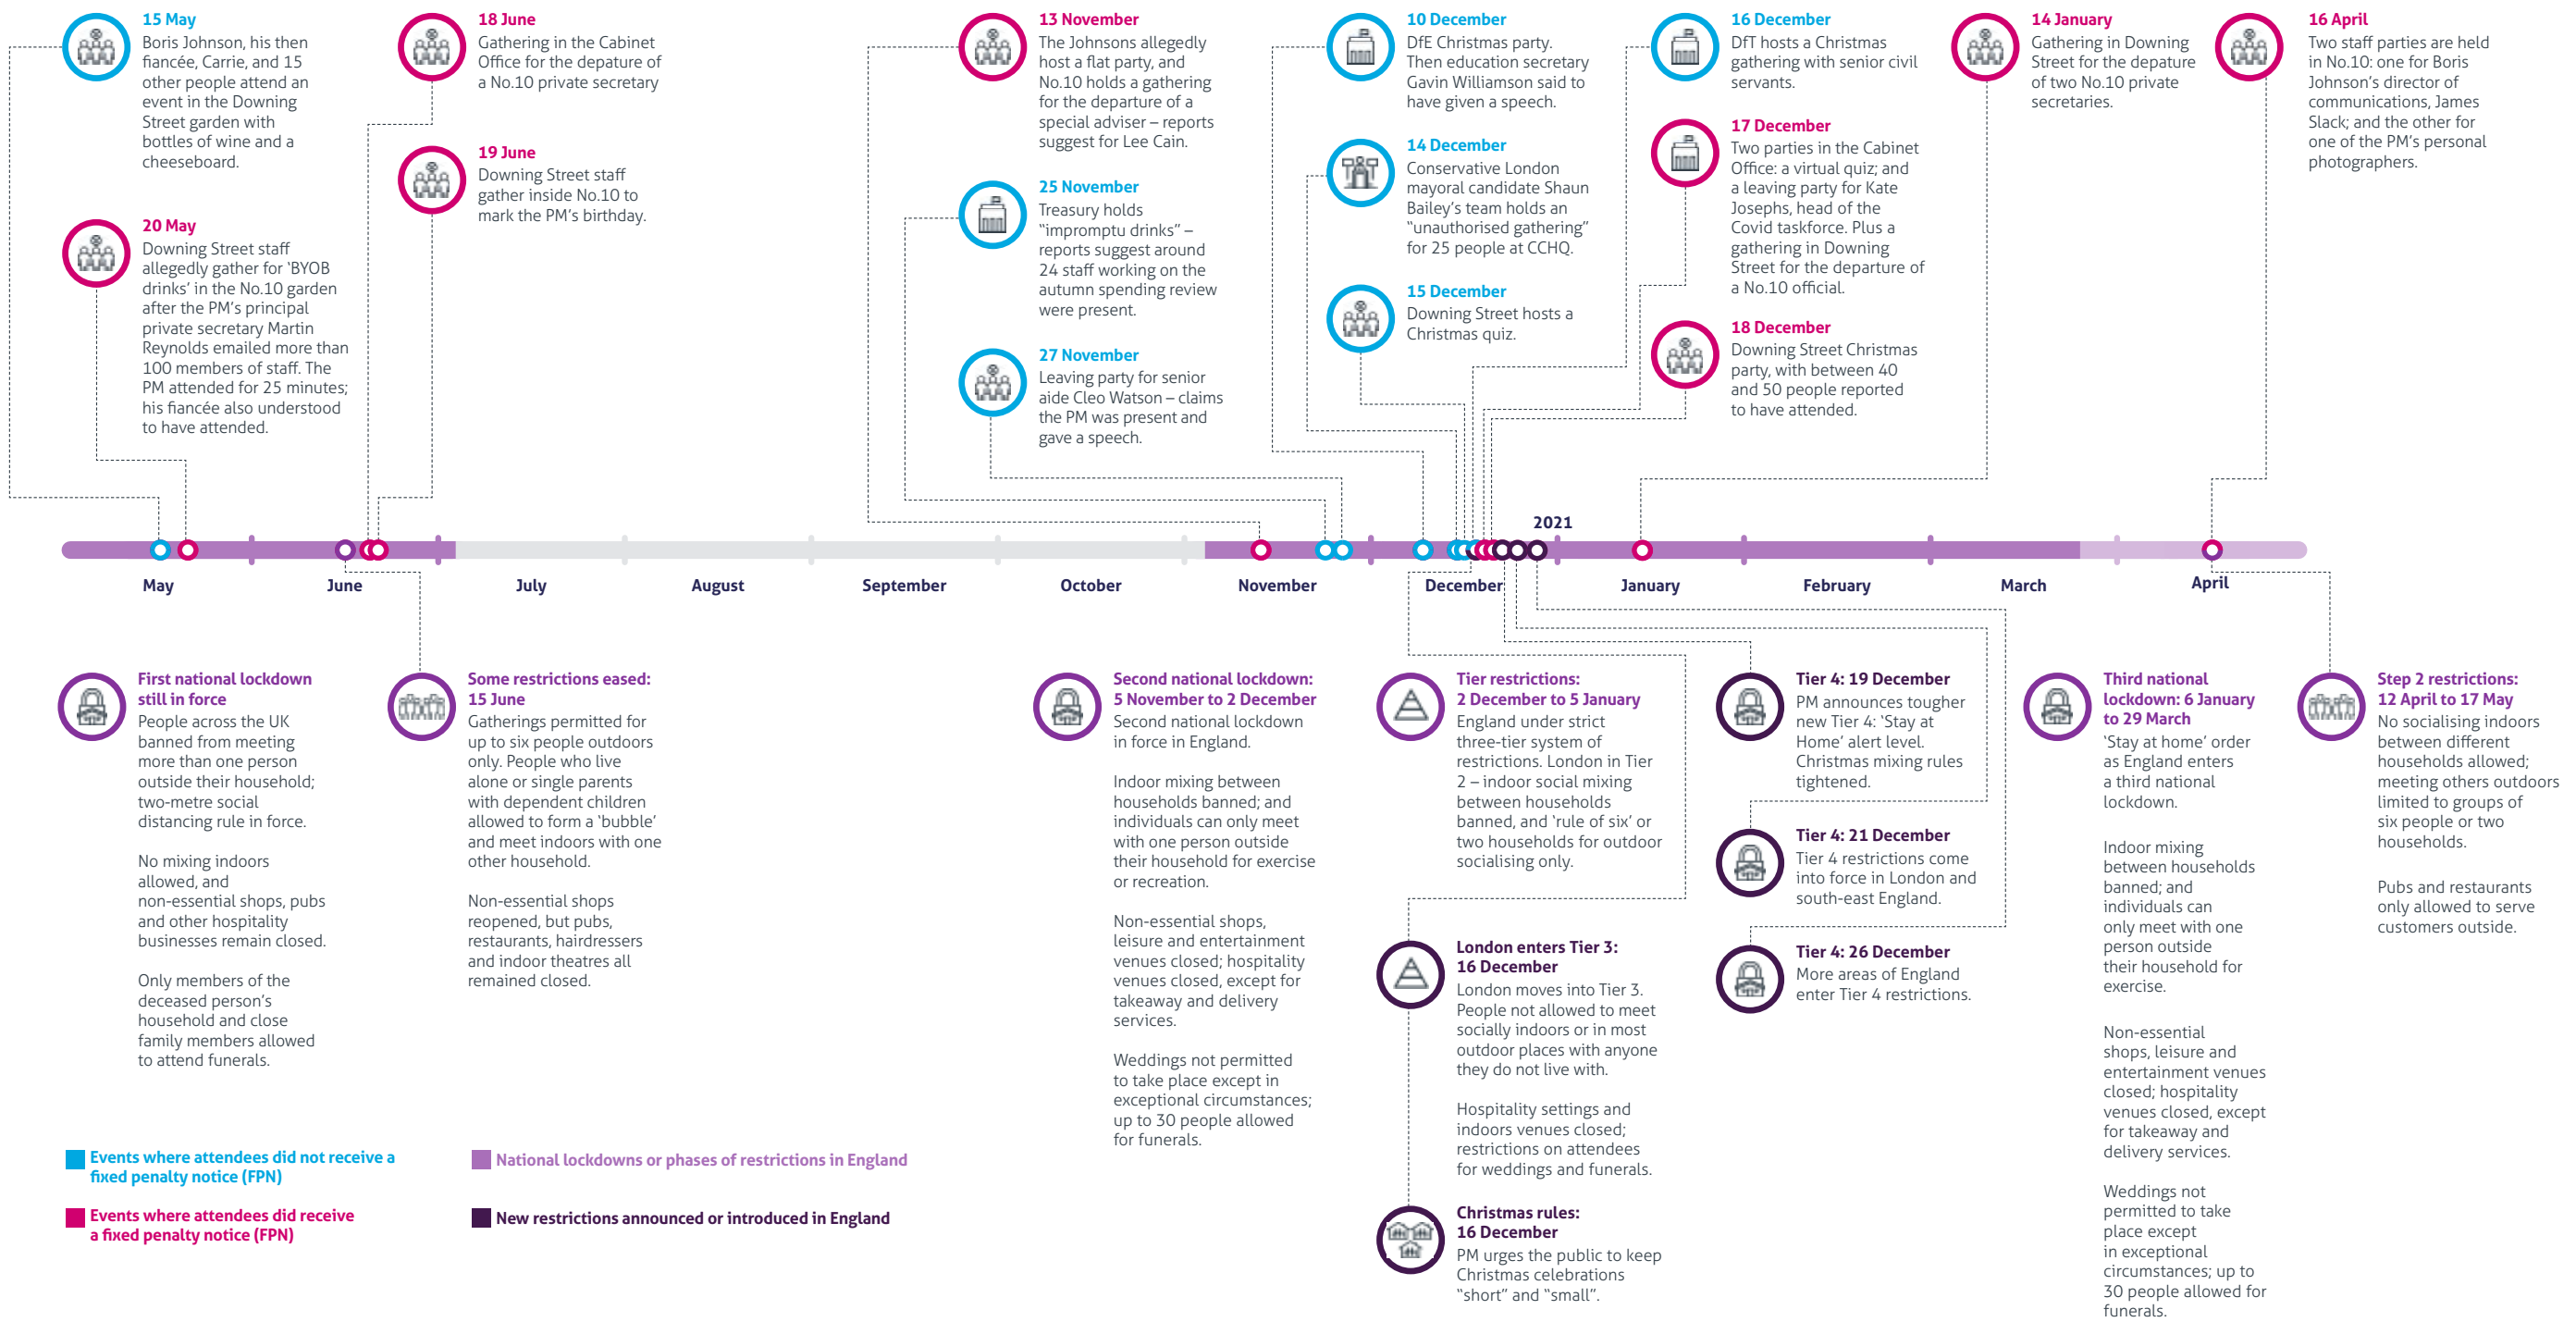 15 May
Boris Johnson, his then
fiancée, Carrie, and 15
other people attend an
event in the Downing
Street garden with
bottles of wine and a
cheeseboard.
20 May
Downing Street staff
allegedly gather for ‘BYOB
drinks’ in the No.10 garden
after the PM’s principal
private secretary Martin
Reynolds emailed more than
100 members of staff. The
PM attended for 25 minutes;
his fiancée also understood
to have attended.
18 June
Gathering in the Cabinet
Office for the depature of
a No.10 private secretary
19 June
Downing Street staff
gather inside No.10 to
mark the PM’s birthday.
13 November
The Johnsons allegedly
host a flat party, and
No.10 holds a gathering
for the departure of a
special adviser – reports
suggest for Lee Cain.
25 November
Treasury holds
“impromptu drinks” –
reports suggest around
24 staff working on the
autumn spending review
were present.
27 November
Leaving party for senior
aide Cleo Watson – claims
the PM was present and
gave a speech.
10 December
DfE Christmas party.
Then education secretary
Gavin Williamson said to
have given a speech.
14 December
Conservative London
mayoral candidate Shaun
Bailey’s team holds an
“unauthorised gathering”
for 25 people at CCHQ.
15 December
Downing Street hosts a
Christmas quiz.
16 December
DfT hosts a Christmas
gathering with senior civil
servants.
17 December
Two parties in the Cabinet
Office: a virtual quiz; and
a leaving party for Kate
Josephs, head of the
Covid taskforce. Plus a
gathering in Downing
Street for the departure of
a No.10 official.
18 December
Downing Street Christmas
party, with between 40
and 50 people reported
to have attended.
14 January
Gathering in Downing
Street for the depature
of two No.10 private
secretaries.
16 April
Two staff parties are held
in No.10: one for Boris
Johnson’s director of
communications, James
Slack; and the other for
one of the PM’s personal
photographers.
2021
May
June
July
August
September
October
November
December
January
February
March
April
First national lockdown
still in force
People across the UK
banned from meeting
more than one person
outside their household;
two-metre social
distancing rule in force.
No mixing indoors
allowed, and
non-essential shops, pubs
and other hospitality
businesses remain closed.
Only members of the
deceased person’s
household and close
family members allowed
to attend funerals.
Some restrictions eased:
15 June
Gatherings permitted for
up to six people outdoors
only. People who live
alone or single parents
with dependent children
allowed to form a ‘bubble’
and meet indoors with one
other household.
Non-essential shops
reopened, but pubs,
restaurants, hairdressers
and indoor theatres all
remained closed.
Second national lockdown:
5 November to 2 December
Second national lockdown
in force in England.
Indoor mixing between
households banned; and
individuals can only meet
with one person outside
their household for exercise
or recreation.
Non-essential shops,
leisure and entertainment
venues closed; hospitality
venues closed, except for
takeaway and delivery
services.
Weddings not permitted
to take place except in
exceptional circumstances;
up to 30 people allowed
for funerals.
Tier restrictions:
2 December to 5 January
England under strict
three-tier system of
restrictions. London in Tier
2 – indoor social mixing
between households
banned, and ‘rule of six’ or
two households for outdoor
socialising only.
London enters Tier 3:
16 December
London moves into Tier 3.
People not allowed to meet
socially indoors or in most
outdoor places with anyone
they do not live with.
Hospitality settings and
indoors venues closed;
restrictions on attendees
for weddings and funerals.
Christmas rules:
16 December
PM urges the public to keep
Christmas celebrations
“short” and “small”.
Tier 4: 19 December
PM announces tougher
new Tier 4: ‘Stay at
Home’ alert level.
Christmas mixing rules
tightened.
Tier 4: 21 December
Tier 4 restrictions come
into force in London and
south-east England.
Tier 4: 26 December
More areas of England
enter Tier 4 restrictions.
Third national
lockdown: 6 January
to 29 March
‘Stay at home’ order
as England enters
a third national
lockdown.
Indoor mixing
between households
banned; and
individuals can
only meet with one
person outside
their household for
exercise.
Non-essential
shops, leisure and
entertainment venues
closed; hospitality
venues closed, except
for takeaway and
delivery services.
Weddings not
permitted to take
place except
in exceptional
circumstances; up to
30 people allowed for
funerals.
Step 2 restrictions:
12 April to 17 May
No socialising indoors
between different
households allowed;
meeting others outdoors
limited to groups of
six people or two
households.
Pubs and restaurants
only allowed to serve
customers outside.
Events where attendees did not receive a
fixed penalty notice (FPN)
Events where attendees did receive
a fixed penalty notice (FPN)
National lockdowns or phases of restrictions in England
New restrictions announced or introduced in England